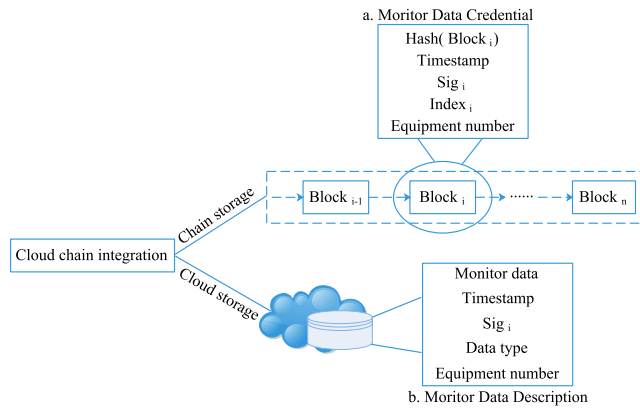 a. Moritor Data Credential
Hash( Block i)
Timestamp
Sig i
Index i
Equipment number
Chain storage
Block i-1
Block i
......
Block n
Cloud chain integration
Cloud storage
Monitor data
Timestamp
Sig i
Data type
Equipment number
b. Moritor Data Description